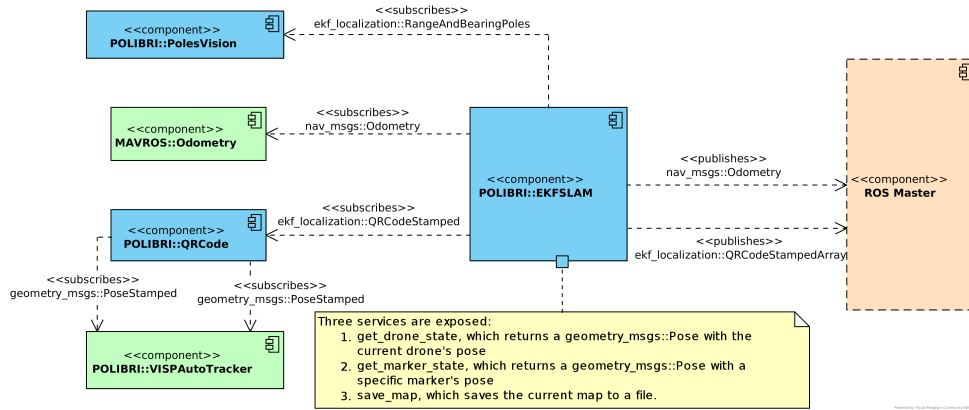 <<subscribes>>
ekf_localization::RangeAndBearingPoles
<<component>>
POLIBRI::PolesVision
<<subscribes>>
nav_msgs::Odometry
<<component>>
MAVROS::Odometry
<<component>>
POLIBRI::EKFSLAM
<<publishes>>
nav_msgs::Odometry
<<component>>
ROS Master
<<subscribes>>
ekf_localization::QRCodeStamped
<<component>>
POLIBRI::QRCode
<<publishes>>
ekf_localization::QRCodeStampedArray
<<subscribes>>
geometry_msgs::PoseStamped
<<subscribes>>
geometry_msgs::PoseStamped
<<component>>
POLIBRI::VISPAutoTracker
Three services are exposed:
1. get_drone_state, which returns a geometry_msgs::Pose with the
current drone's pose
2. get_marker_state, which returns a geometry_msgs::Pose with a
specific marker's pose
3. save_map, which saves the current map to a file.